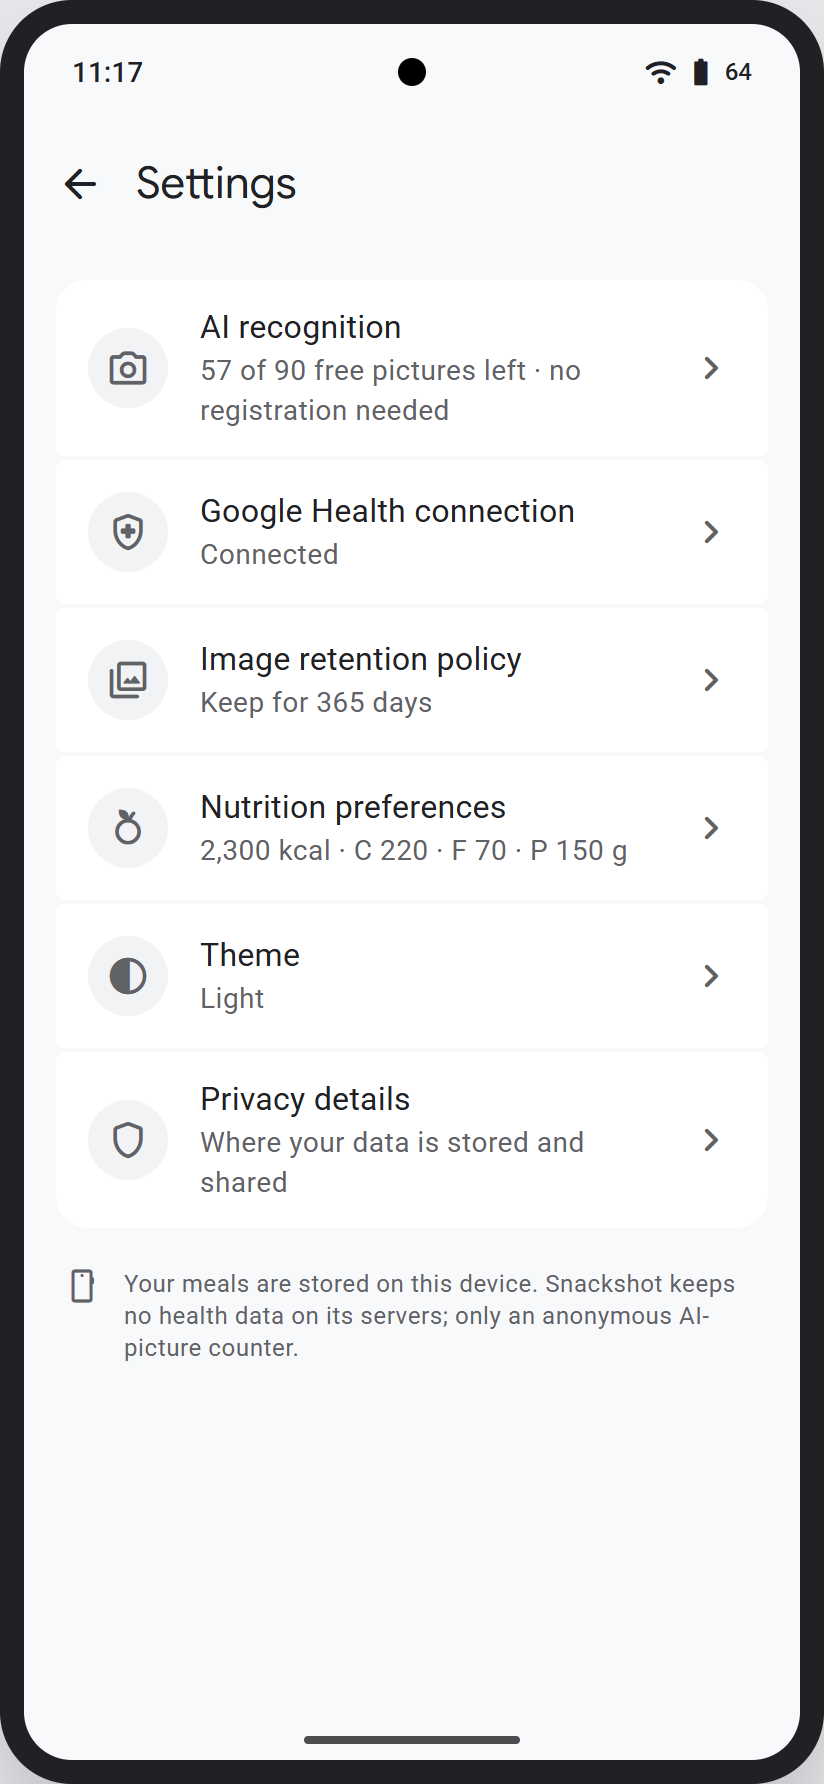 11:17
64
Settings
AI recognition
57 of 90 free pictures left · no
registration needed
Google Health connection
Connected
Image retention policy
Keep for 365 days
Nutrition preferences
2,300 kcal · C 220 · F 70 · P 150 g
Theme
Light
Privacy details
Where your data is stored and
shared
Your meals are stored on this device. Snackshot keeps
no health data on its servers; only an anonymous AI-
picture counter.